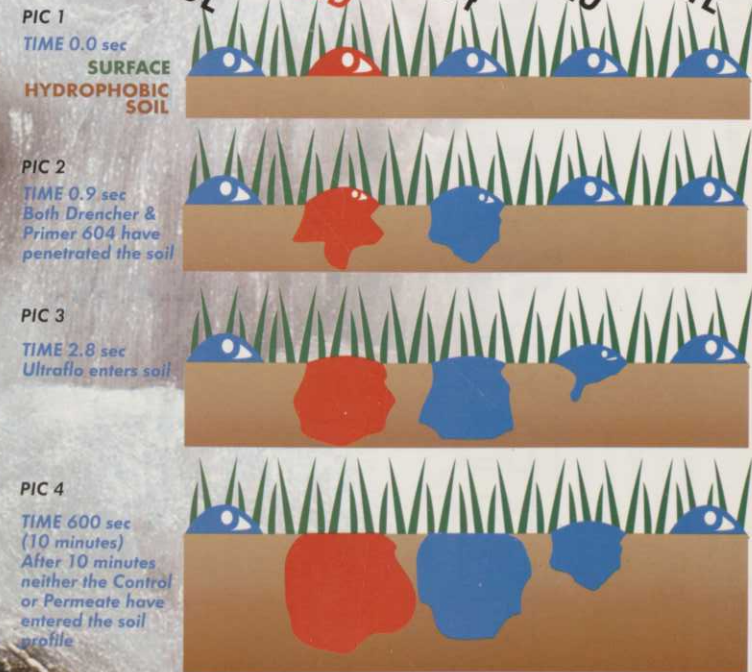 PIC 1
TIME 0.0 sec
SURFACE
HYDROPHOBIC
SOIL
PIC 2
TIME 0.9 sec
Both Drencher &
Primer 604 have
penetrated the soil
PIC 3
TIME 2.8 sec
Ultraflo enters soil
PIC 4
TIME 600 sec
(10 minutes)
After 10 minutes
neither the Control
or Permeate have
entered the soil
profile